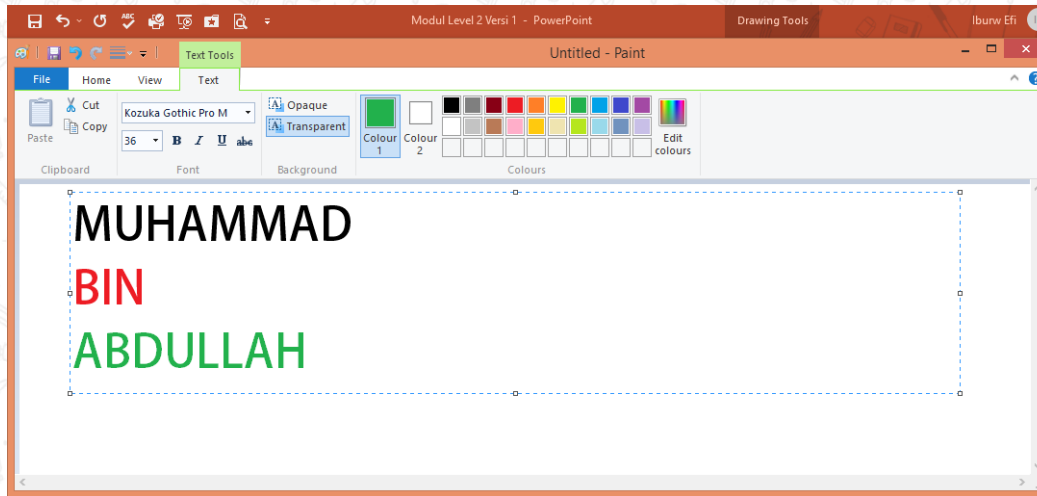 Modul Level 2 Versi 1 - PowerPoint
Drawing Tools
Iburw Efi
Text Tools
Untitled - Paint
File Home View Text
Paste
Cut
Copy
Clipboard
Kozuka Gothic Pro M
36 B I U abc
Font
Opaque
Transparent
Background
Colour 1
Colour 2
Edit colours
Colours
MUHAMMAD
BIN
ABDULLAH